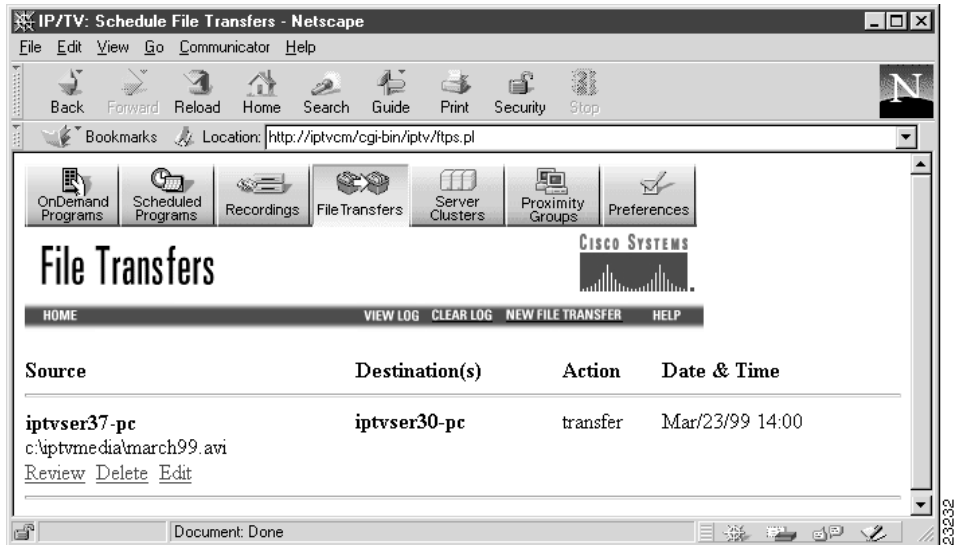 IP/TV: Schedule File Transfers - Netscape
File Edit View Go Communicator Help
Back Forward Reload Home Search Guide Print Security Stop
N
Bookmarks Location: http://iptvcm/cgi-bin/iptv/ftps.pl
OnDemand Programs Scheduled Programs Recordings File Transfers Server Clusters Proximity Groups Preferences
File Transfers
CISCO SYSTEMS
HOME VIEW LOG CLEAR LOG NEW FILE TRANSFER HELP
Source Destination(s) Action Date & Time
iptvser37-pc iptvser30-pc transfer Mar/23/99 14:00
c:\iptvmedia\march99.avi
Review Delete Edit
Document: Done
23232